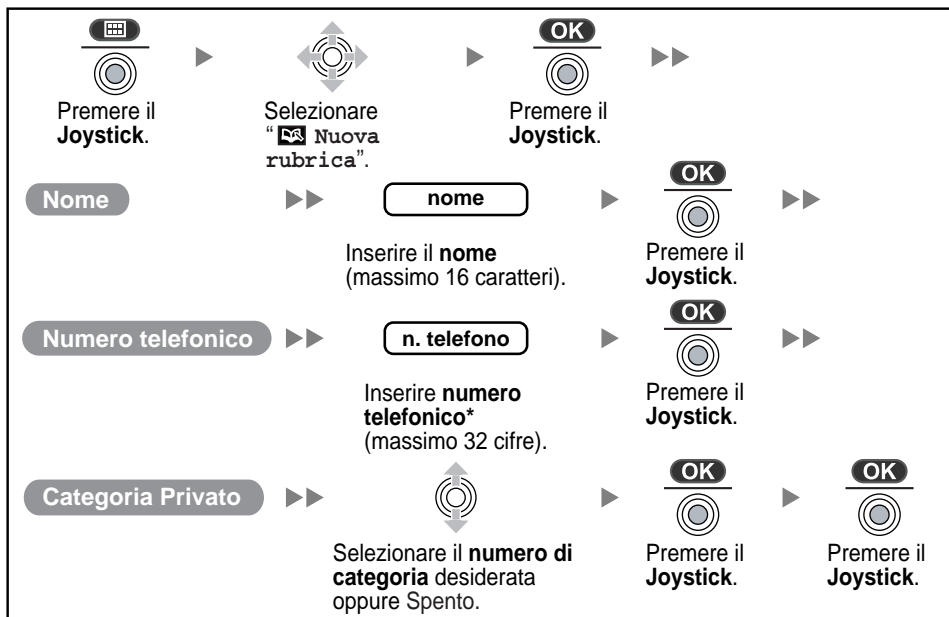 OK
Premere il
Joystick.
Selezionare
“ Nuova
rubrica”.
Premere il
Joystick.
Nome
nome
Inserire il nome
(massimo 16 caratteri).
OK
Premere il
Joystick.
Numero telefonico
n. telefono
Inserire numero
telefonico*
(massimo 32 cifre).
OK
Premere il
Joystick.
Categoria Privato
Selezionare il numero di
categoria desiderata
oppure Spento.
OK
Premere il
Joystick.
OK
Premere il
Joystick.